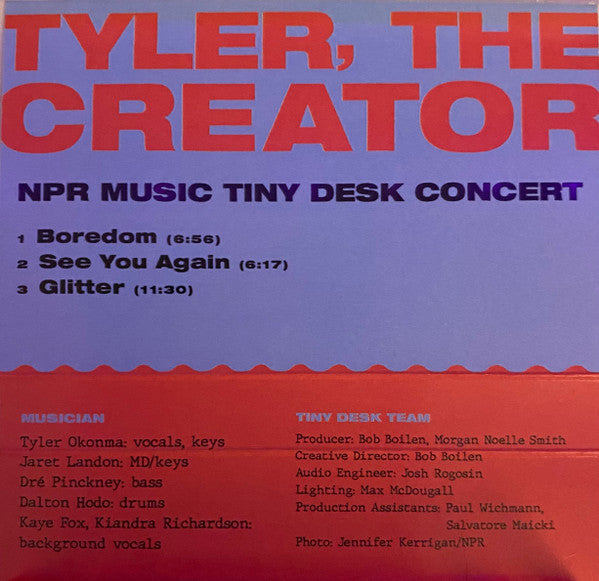 TYLER, THE
CREATOR
NPR MUSIC TINY DESK CONCERT
1 Boredom (6:56)
2 See You Again (6:17)
3 Glitter (11:30)
MUSICIAN
Tyler Okonma: vocals, keys
Jaret Landon: MD/keys
Dré Pinckney: bass
Dalton Hodo: drums
Kaye Fox, Kiandra Richardson:
background vocals
TINY DESK TEAM
Producer: Bob Boilen, Morgan Noelle Smith
Creative Director: Bob Boilen
Audio Engineer: Josh Rogosin
Lighting: Max McDougall
Production Assistants: Paul Wichmann,
Salvatore Maicki
Photo: Jennifer Kerrigan/NPR